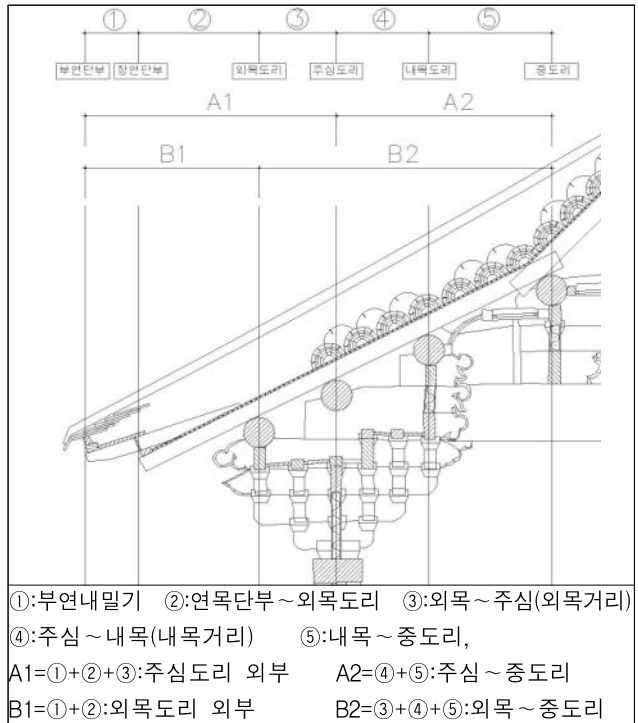 ① ② ③ ④ ⑤
부연단부 장연단부 외목도리 주심도리 내목도리 중도리
A1 A2
B1 B2
①:부연내밀기 ②:연목단부~외목도리 ③:외목~주심(외목거리)
④:주심~내목(내목거리) ⑤:내목~중도리,
A1=①+②+③:주심도리 외부 A2=④+⑤:주심~중도리
B1=①+②:외목도리 외부 B2=③+④+⑤:외목~중도리